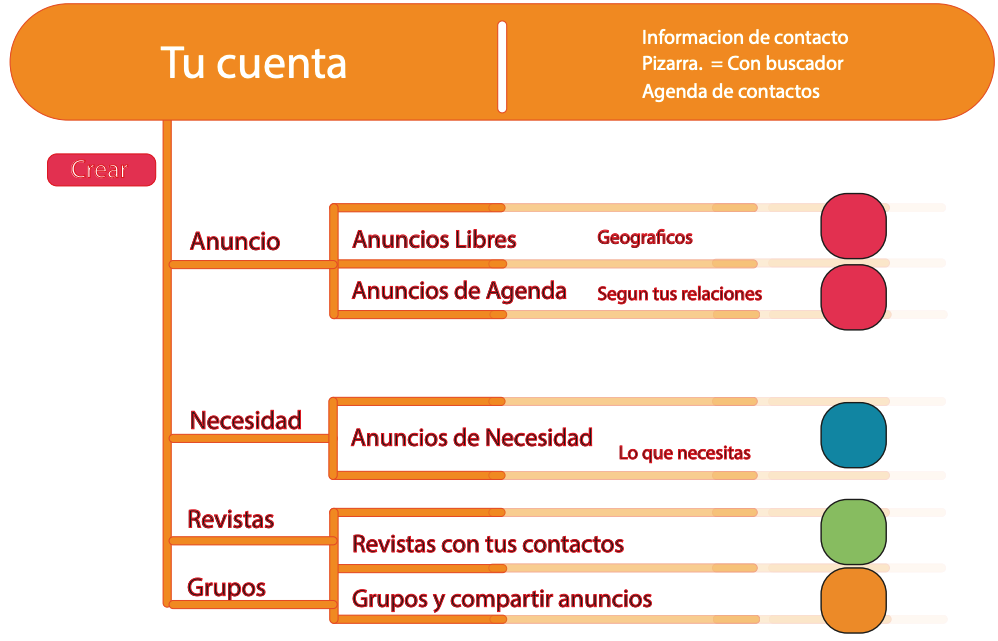 Tu cuenta
Informacion de contacto
Pizarra. = Con buscador
Agenda de contactos
Crear
Anuncio
Anuncios Libres
Geograficos
Anuncios de Agenda
Segun tus relaciones
Necesidad
Anuncios de Necesidad
Lo que necesitas
Revistas
Revistas con tus contactos
Grupos
Grupos y compartir anuncios